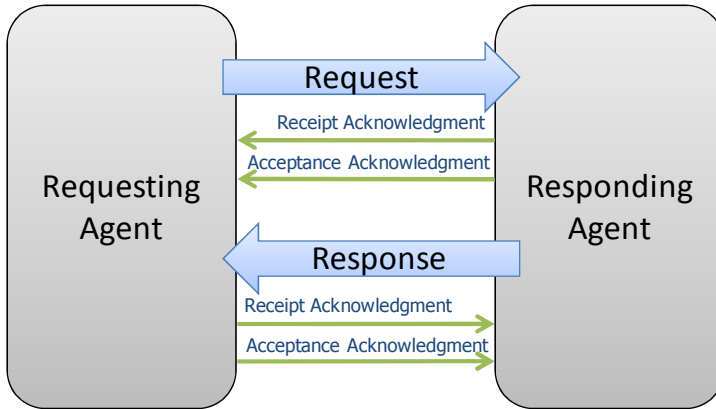 Request
Receipt Acknowledgment
Acceptance Acknowledgment
Requesting
Agent
Responding
Agent
Response
Receipt Acknowledgment
Acceptance Acknowledgment